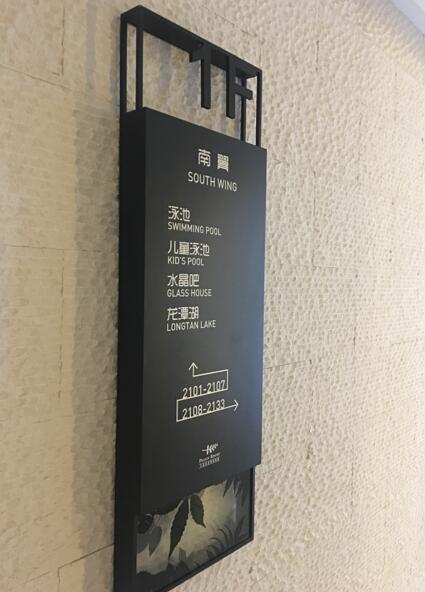 1F
南翼
SOUTH WING
泳池
SWIMMING POOL
儿童泳池
KID'S POOL
水晶吧
GLASS HOUSE
龙潭湖
LONGTAN LAKE
2101-2107
2108-2133